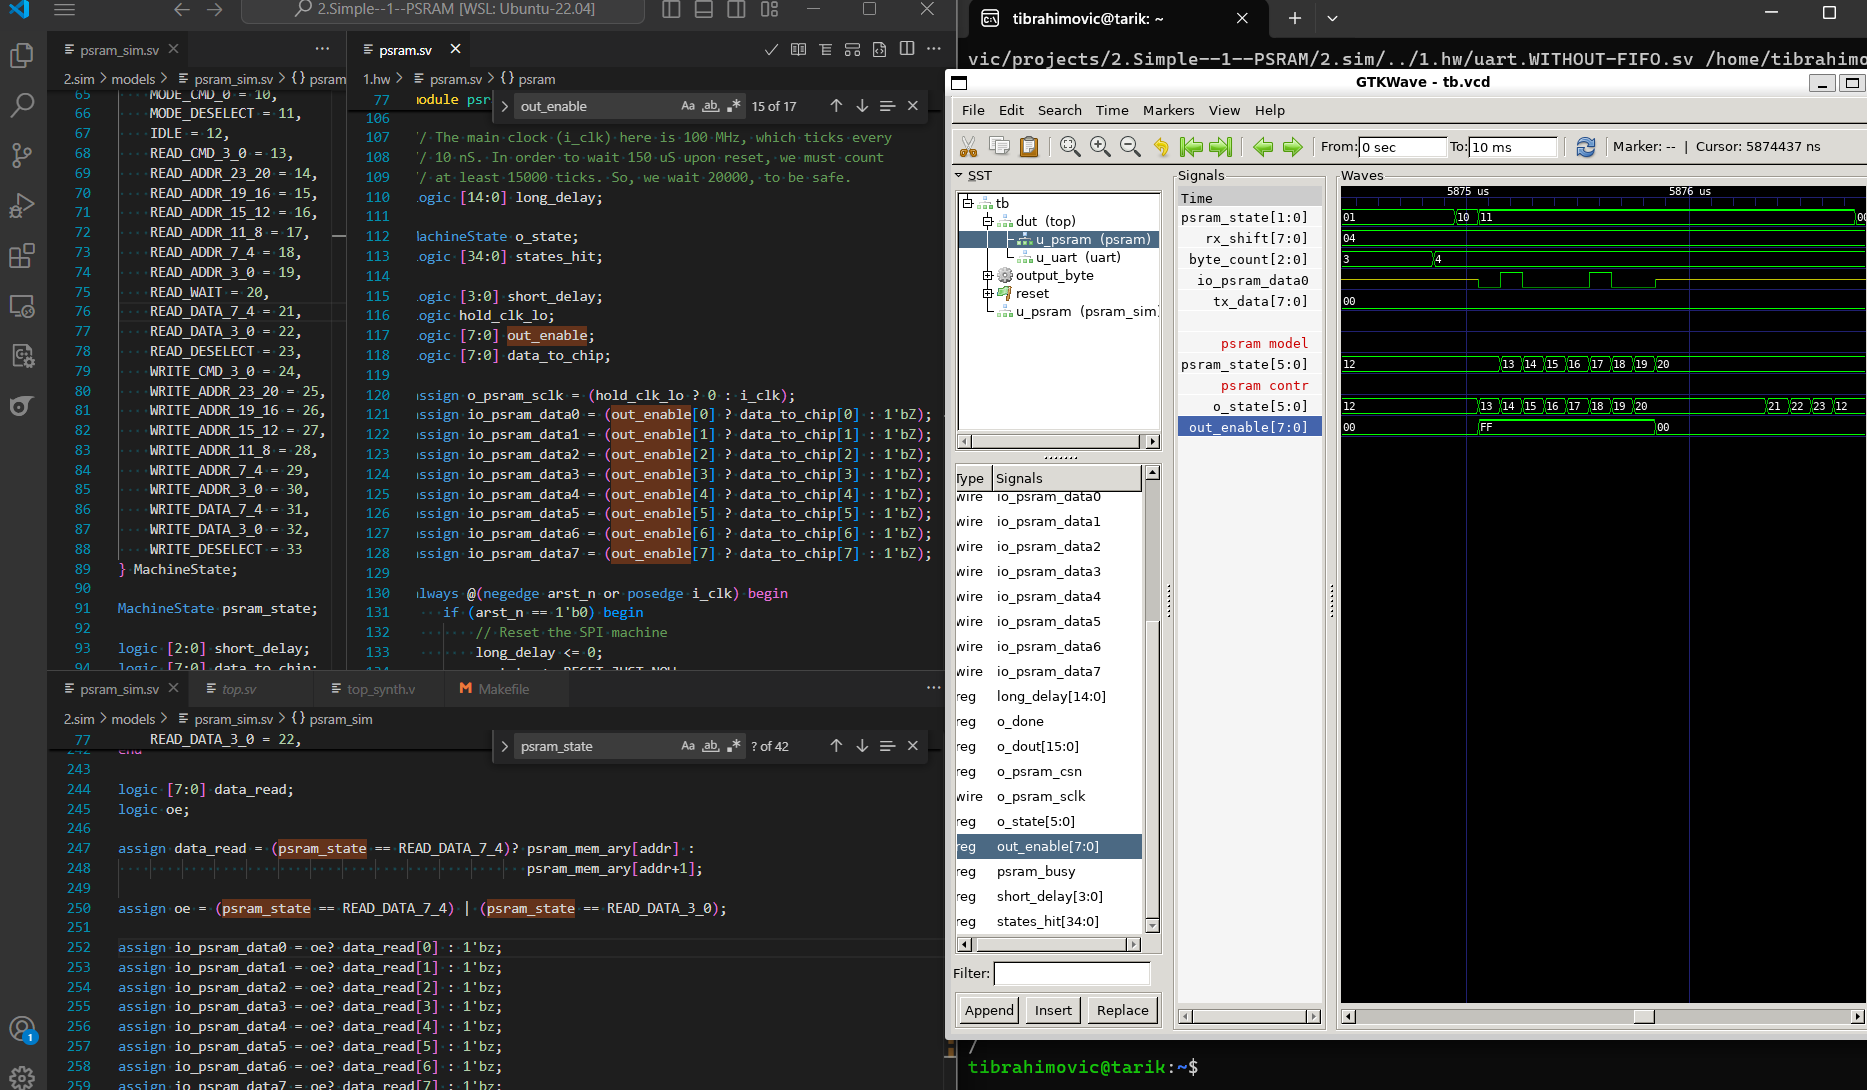 2.Simple--1--PSRAM [WSL: Ubuntu-22.04]
psram_sim.sv
2.sim > models > psram_sim.sv > {} psram
65 MODE_CMD_0 = 10,
66 MODE_DESELECT = 11,
67 IDLE = 12,
68 READ_CMD_3_0 = 13,
69 READ_ADDR_23_20 = 14,
70 READ_ADDR_19_16 = 15,
71 READ_ADDR_15_12 = 16,
72 READ_ADDR_11_8 = 17,
73 READ_ADDR_7_4 = 18,
74 READ_ADDR_3_0 = 19,
75 READ_WAIT = 20,
76 READ_DATA_7_4 = 21,
77 READ_DATA_3_0 = 22,
78 READ_DESELECT = 23,
79 WRITE_CMD_3_0 = 24,
80 WRITE_ADDR_23_20 = 25,
81 WRITE_ADDR_19_16 = 26,
82 WRITE_ADDR_15_12 = 27,
83 WRITE_ADDR_11_8 = 28,
84 WRITE_ADDR_7_4 = 29,
85 WRITE_ADDR_3_0 = 30,
86 WRITE_DATA_7_4 = 31,
87 WRITE_DATA_3_0 = 32,
88 WRITE_DESELECT = 33
89 } MachineState;
90
91 MachineState psram_state;
92
93 logic [2:0] short_delay;
94 logic [7:0] data_to_chip;
psram.sv
1.hw > psram.sv > {} psram
77 odule psr
out_enable
Aa ab
15 of 17
106
107 / The main clock (i_clk) here is 100 MHz, which ticks every
108 / 10 nS. In order to wait 150 uS upon reset, we must count
109 / at least 15000 ticks. So, we wait 20000, to be safe.
110 ogic [14:0] long_delay;
111
112 achineState o_state;
113 ogic [34:0] states_hit;
114
115 ogic [3:0] short_delay;
116 ogic hold_clk_lo;
117 ogic [7:0] out_enable;
118 ogic [7:0] data_to_chip;
119
120 ssign o_psram_sclk = (hold_clk_lo ? 0 : i_clk);
121 ssign io_psram_data0 = (out_enable[0] ? data_to_chip[0] : 1'bZ);
122 ssign io_psram_data1 = (out_enable[1] ? data_to_chip[1] : 1'bZ);
123 ssign io_psram_data2 = (out_enable[2] ? data_to_chip[2] : 1'bZ);
124 ssign io_psram_data3 = (out_enable[3] ? data_to_chip[3] : 1'bZ);
125 ssign io_psram_data4 = (out_enable[4] ? data_to_chip[4] : 1'bZ);
126 ssign io_psram_data5 = (out_enable[5] ? data_to_chip[5] : 1'bZ);
127 ssign io_psram_data6 = (out_enable[6] ? data_to_chip[6] : 1'bZ);
128 ssign io_psram_data7 = (out_enable[7] ? data_to_chip[7] : 1'bZ);
129
130 lways @(negedge arst_n or posedge i_clk) begin
131 if (arst_n == 1'b0) begin
132 // Reset the SPI machine
133 long_delay <= 0;
134
psram_sim.sv
top.sv
top_synth.v
Makefile
2.sim > models > psram_sim.sv > {} psram_sim
77 READ_DATA_3_0 = 22,
psram_state
Aa ab
? of 42
242 end
243
244 logic [7:0] data_read;
245 logic oe;
246
247 assign data_read = (psram_state == READ_DATA_7_4)? psram_mem_ary[addr] :
248 psram_mem_ary[addr+1];
249
250 assign oe = (psram_state == READ_DATA_7_4) | (psram_state == READ_DATA_3_0);
251
252 assign io_psram_data0 = oe? data_read[0] : 1'bz;
253 assign io_psram_data1 = oe? data_read[1] : 1'bz;
254 assign io_psram_data2 = oe? data_read[2] : 1'bz;
255 assign io_psram_data3 = oe? data_read[3] : 1'bz;
256 assign io_psram_data4 = oe? data_read[4] : 1'bz;
257 assign io_psram_data5 = oe? data_read[5] : 1'bz;
258 assign io_psram_data6 = oe? data_read[6] : 1'bz;
259 assign io_psram_data7 = oe? data_read[7] : 1'bz;
1
tibrahimovic@tarik: ~
vic/projects/2.Simple--1--PSRAM/2.sim/../1.hw/uart.WITHOUT-FIFO.sv /home/tibrahimo
GTKWave - tb.vcd
File Edit Search Time Markers View Help
From: 0 sec To: 10 ms Marker: -- | Cursor: 5874437 ns
SST
tb
dut (top)
u_psram (psram)
u_uart (uart)
output_byte
reset
u_psram (psram_sim)
Type Signals
wire io_psram_data0
wire io_psram_data1
wire io_psram_data2
wire io_psram_data3
wire io_psram_data4
wire io_psram_data5
wire io_psram_data6
wire io_psram_data7
reg long_delay[14:0]
reg o_done
reg o_dout[15:0]
reg o_psram_csn
wire o_psram_sclk
reg o_state[5:0]
reg out_enable[7:0]
reg psram_busy
reg short_delay[3:0]
reg states_hit[34:0]
Filter:
Append Insert Replace
Signals
Time
psram_state[1:0]
rx_shift[7:0]
byte_count[2:0]
io_psram_data0
tx_data[7:0]
psram model
psram_state[5:0]
psram contr
o_state[5:0]
out_enable[7:0]
Waves
5875 us 5876 us
01 10 11 00
04
3 4
00
12 13 14 15 16 17 18 19 20
12 13 14 15 16 17 18 19 20 21 22 23 12
00 FF 00
/
tibrahimovic@tarik:~$